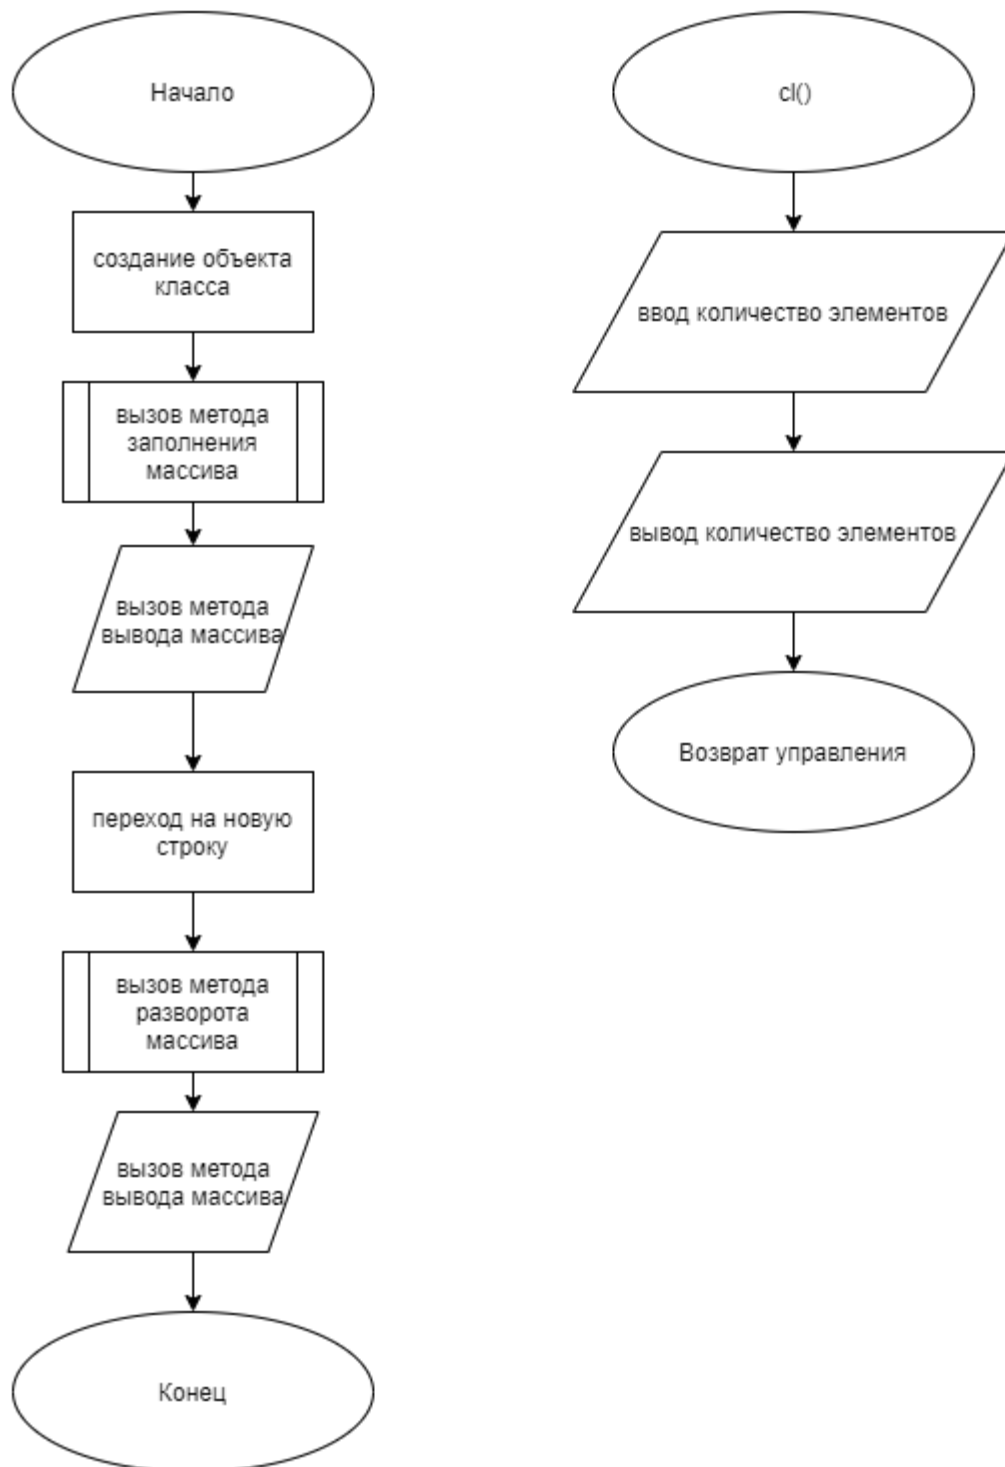 Начало
создание объекта
класса
вызов метода
заполнения
массива
вызов метода
вывода массива
переход на новую
строку
вызов метода
разворота
массива
вызов метода
вывода массива
Конец
cl()
ввод количество элементов
вывод количество элементов
Возврат управления